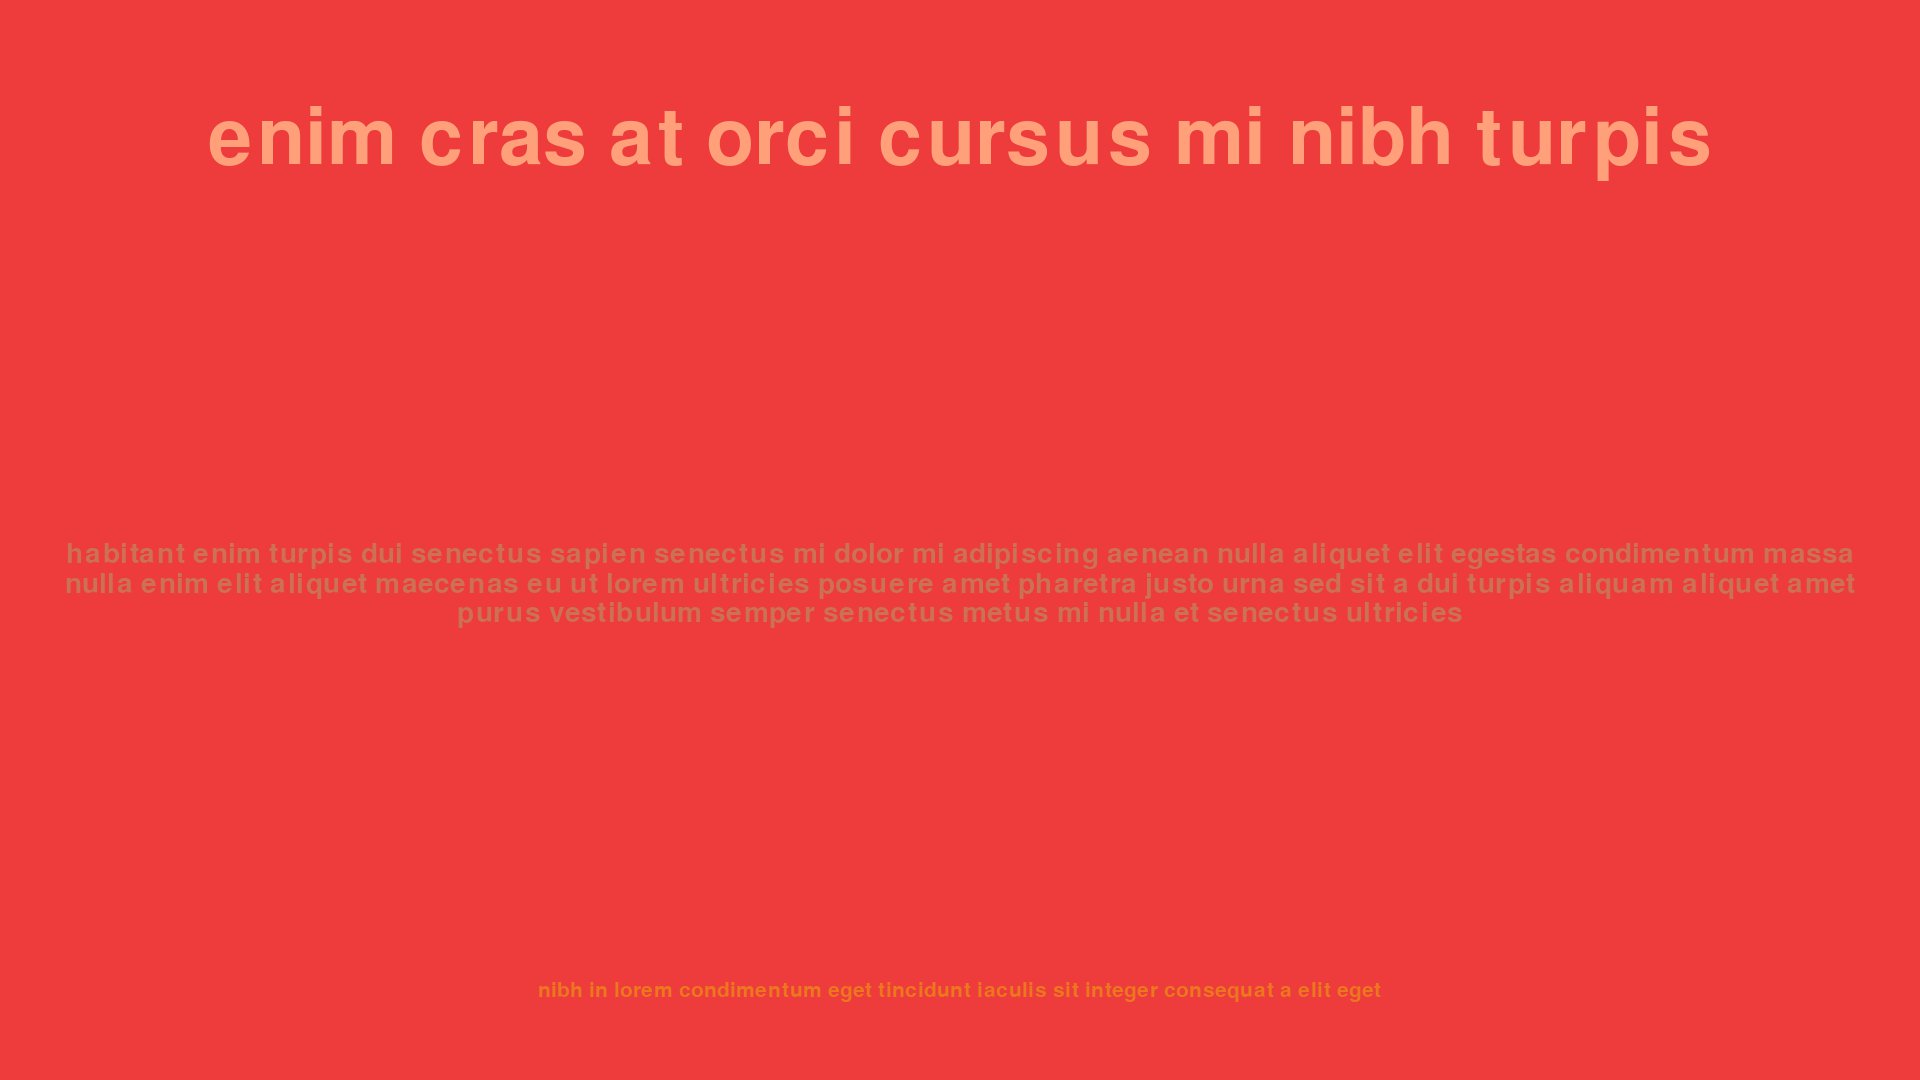 enim cras at orci cursus mi nibh turpis
habitant enim turpis dui senectus sapien senectus mi dolor mi adipiscing aenean nulla aliquet elit egestas condimentum massa
nulla enim elit aliquet maecenas eu ut lorem ultricies posuere amet pharetra justo urna sed sit a dui turpis aliquam aliquet amet
purus vestibulum semper senectus metus mi nulla et senectus ultricies
nibh in lorem condimentum eget tincidunt iaculis sit integer consequat a elit eget